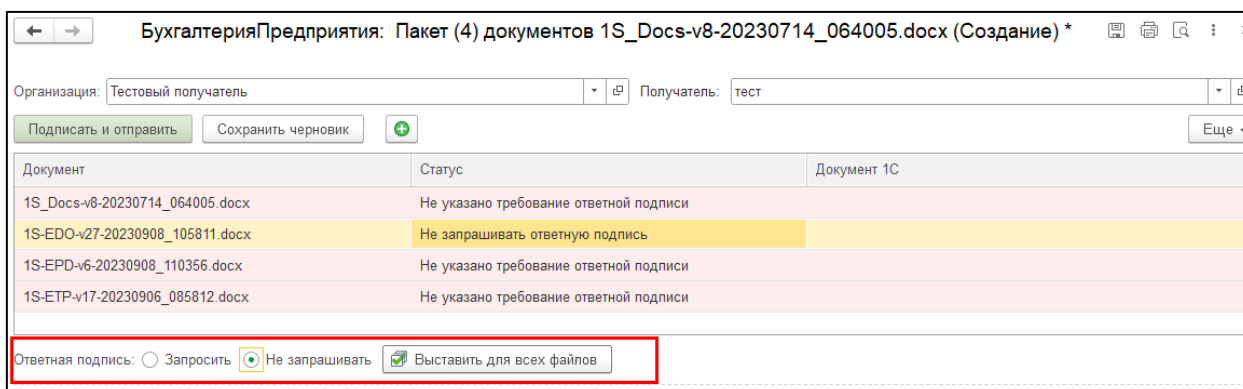 БухгалтерияПредприятия: Пакет (4) документов 1S_Docs-v8-20230714_064005.docx (Создание) *
Организация: Тестовый получатель Получатель: тест
Подписать и отправить Сохранить черновик Еще
Документ Статус Документ 1С
1S_Docs-v8-20230714_064005.docx Не указано требование ответной подписи
1S-EDO-v27-20230908_105811.docx Не запрашивать ответную подпись
1S-EPD-v6-20230908_110356.docx Не указано требование ответной подписи
1S-ETP-v17-20230906_085812.docx Не указано требование ответной подписи
Ответная подпись: Запросить Не запрашивать Выставить для всех файлов